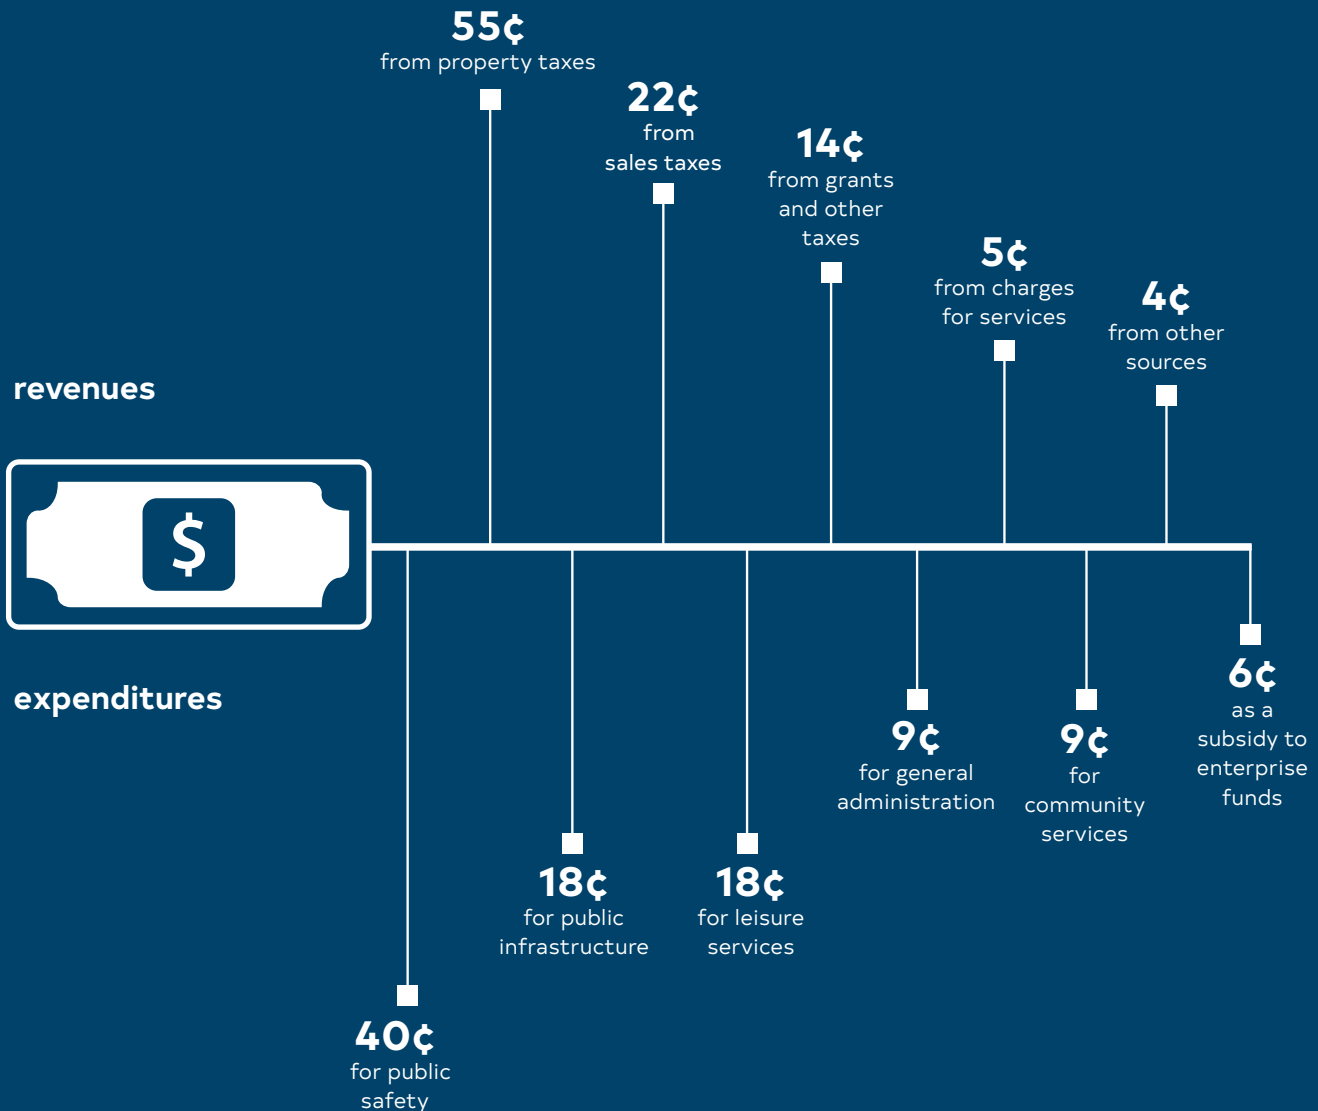 55¢
from property taxes
22¢
from
sales taxes
14¢
from grants
and other
taxes
5¢
from charges
for services
4¢
from other
sources
revenues
$
expenditures
40¢
for public
safety
18¢
for public
infrastructure
18¢
for leisure
services
9¢
for general
administration
9¢
for
community
services
6¢
as a
subsidy to
enterprise
funds